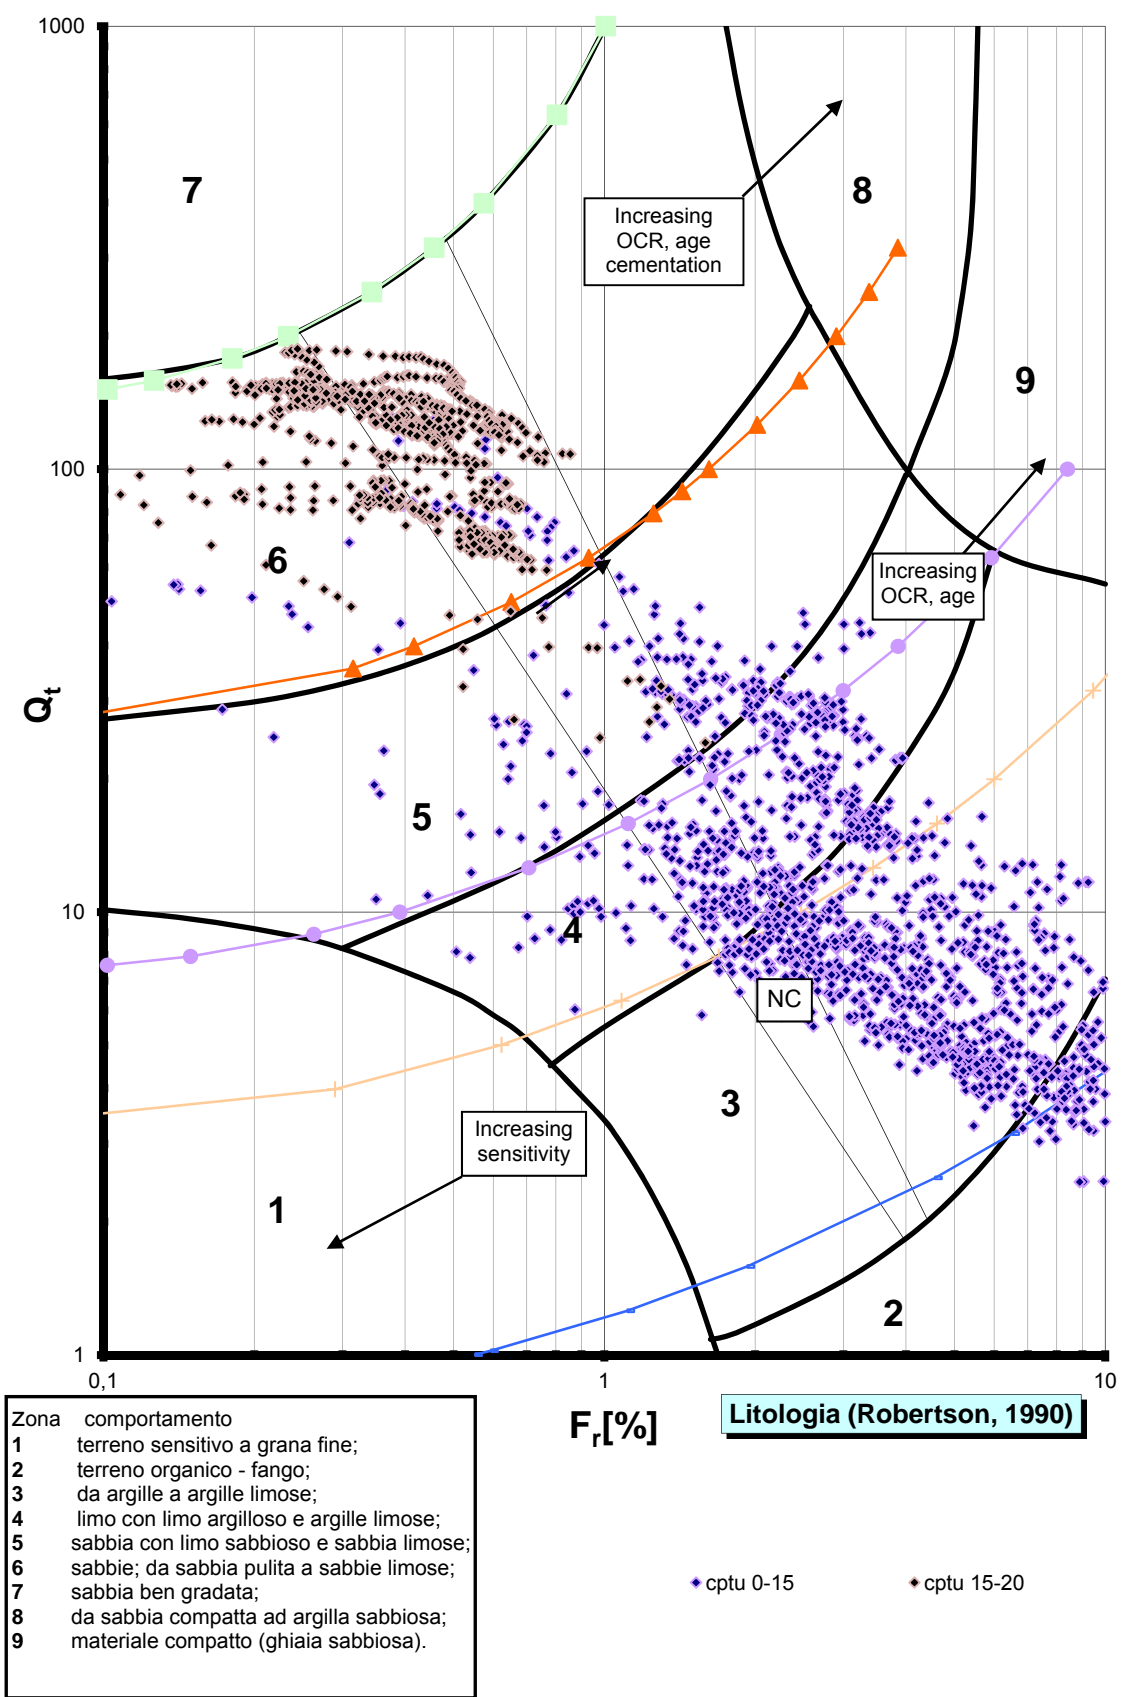 1000
7
8
Increasing
OCR, age
cementation
9
100
6
Increasing
OCR, age
Qt
5
10
4
NC
3
Increasing
sensitivity
1
2
1
0,1
1
10
Fr[%]
Litologia (Robertson, 1990)
Zona comportamento
1 terreno sensitivo a grana fine;
2 terreno organico - fango;
3 da argille a argille limose;
4 limo con limo argilloso e argille limose;
5 sabbia con limo sabbioso e sabbia limose;
6 sabbie; da sabbia pulita a sabbie limose;
7 sabbia ben gradata;
8 da sabbia compatta ad argilla sabbiosa;
9 materiale compatto (ghiaia sabbiosa).
cptu 0-15
cptu 15-20